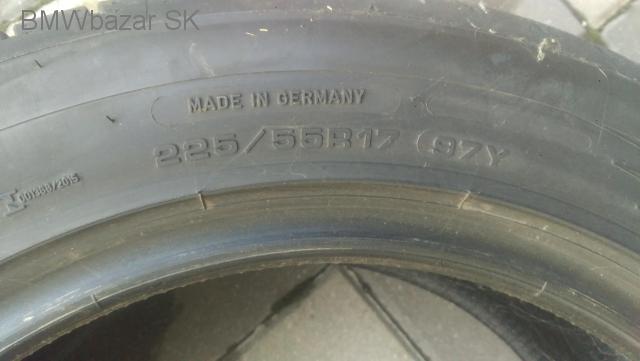 BMWbazar SK
MADE IN GERMANY
225/55R17 97Y